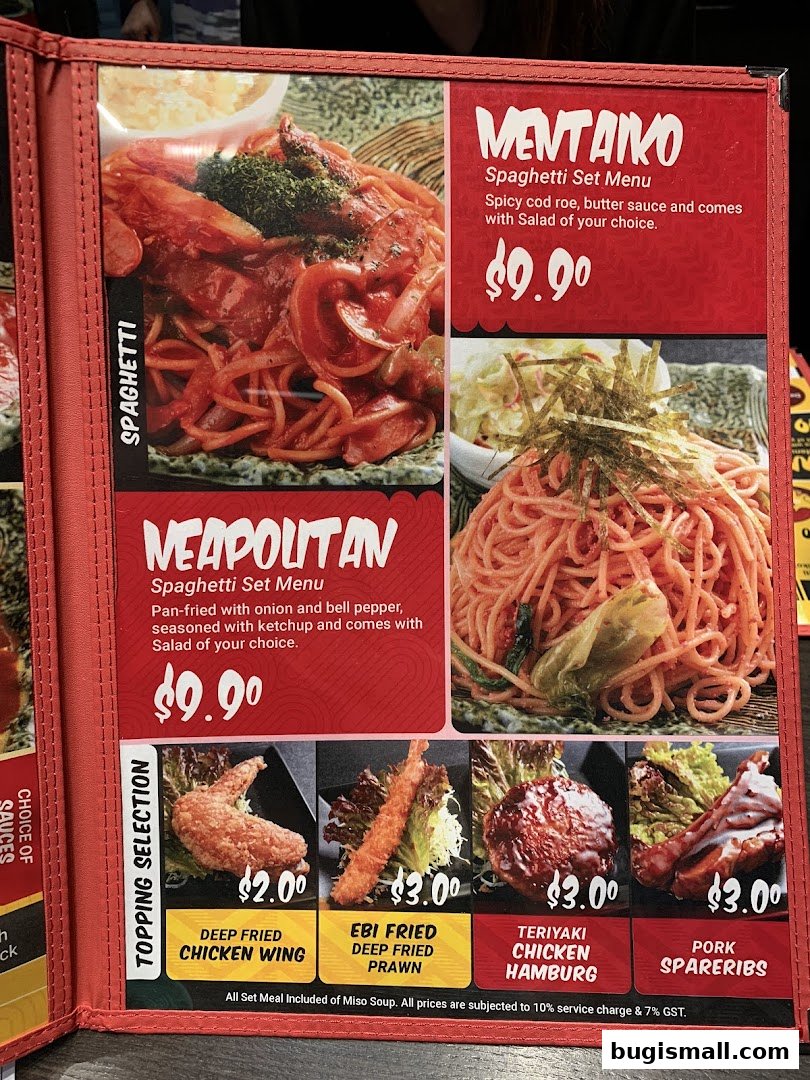 MENTAIKO
Spaghetti Set Menu
Spicy cod roe, butter sauce and comes
with Salad of your choice.
$9.90
SPAGHETTI
NEAPOLITAN
Spaghetti Set Menu
Pan-fried with onion and bell pepper,
seasoned with ketchup and comes with
Salad of your choice.
$9.90
TOPPING SELECTION
$2.00
DEEP FRIED
CHICKEN WING
$3.00
EBI FRIED
DEEP FRIED
PRAWN
$3.00
TERIYAKI
CHICKEN
HAMBURG
$3.00
PORK
SPARERIBS
All Set Meal Included of Miso Soup. All prices are subjected to 10% service charge & 7% GST.
CHOICE OF
SAUCES
bugismall.com